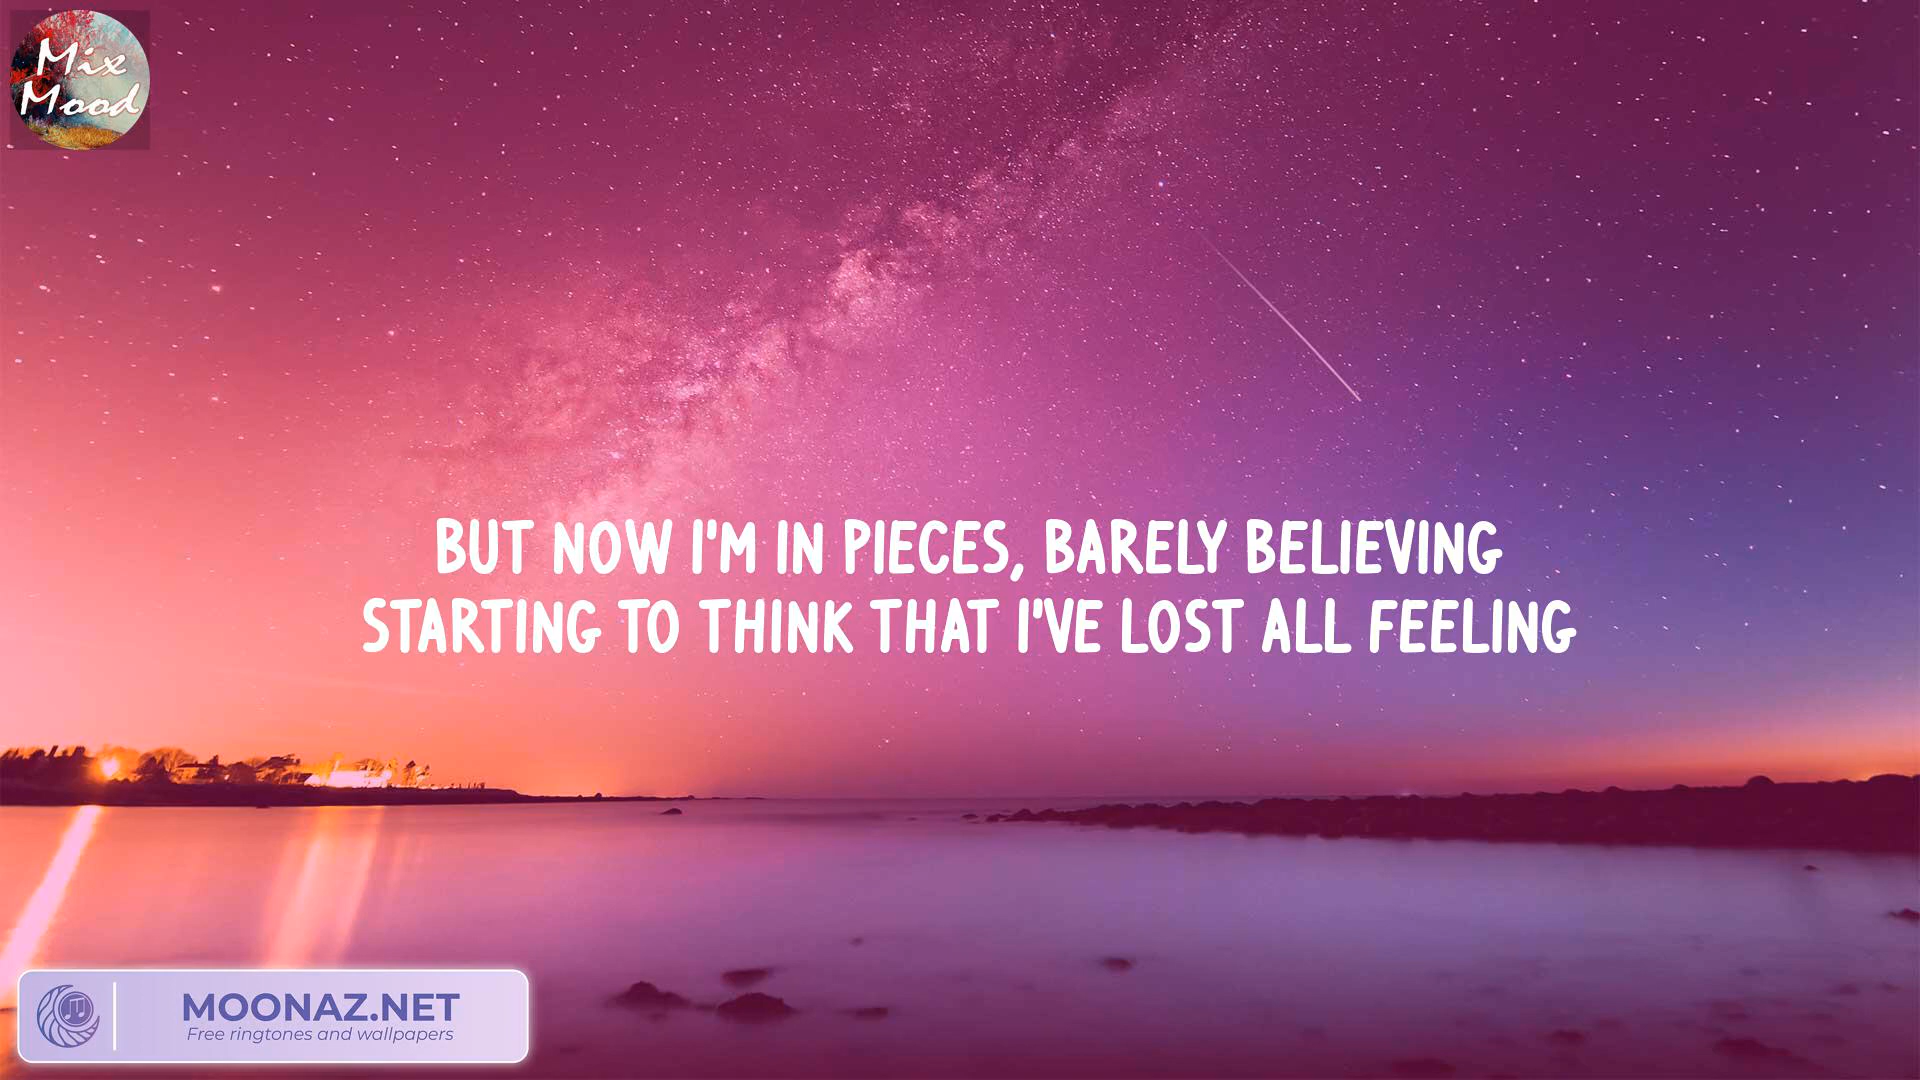 Mix
Mood
BUT NOW I'M IN PIECES, BARELY BELIEVING
STARTING TO THINK THAT I'VE LOST ALL FEELING
MOONAZ.NET
Free ringtones and wallpapers